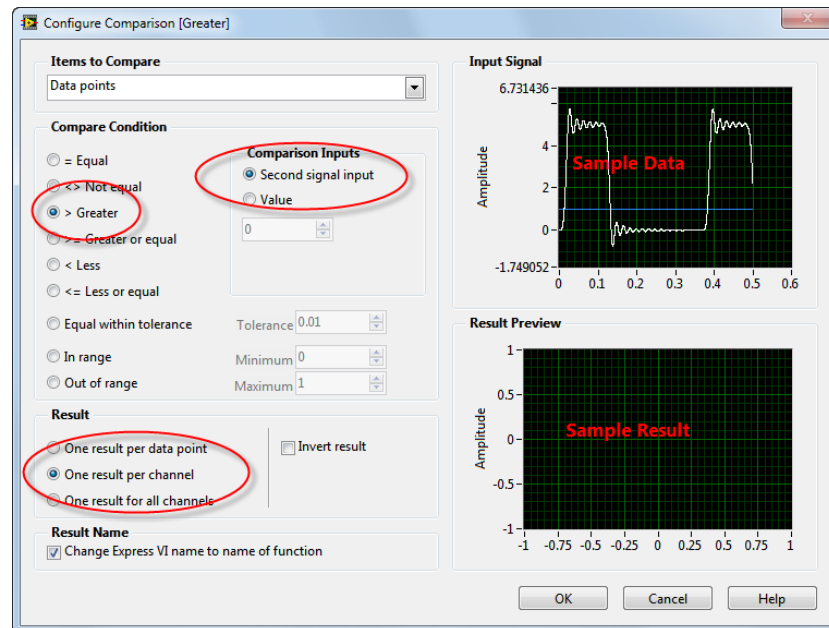 Configure Comparison [Greater]
Items to Compare
Data points
Compare Condition
= Equal
<> Not equal
> Greater
>= Greater or equal
< Less
<= Less or equal
Equal within tolerance
Tolerance 0.01
In range
Minimum 0
Out of range
Maximum 1
Comparison Inputs
Second signal input
Value
0
Result
One result per data point
One result per channel
One result for all channels
Invert result
Result Name
Change Express VI name to name of function
Input Signal
6.731436
4
2
0
-1.749052
Amplitude
Sample Data
0 0.1 0.2 0.3 0.4 0.5 0.6
Result Preview
1
0.5
0
-0.5
-1
Amplitude
Sample Result
-1 -0.75 -0.5 -0.25 0 0.25 0.5 0.75 1
OK Cancel Help